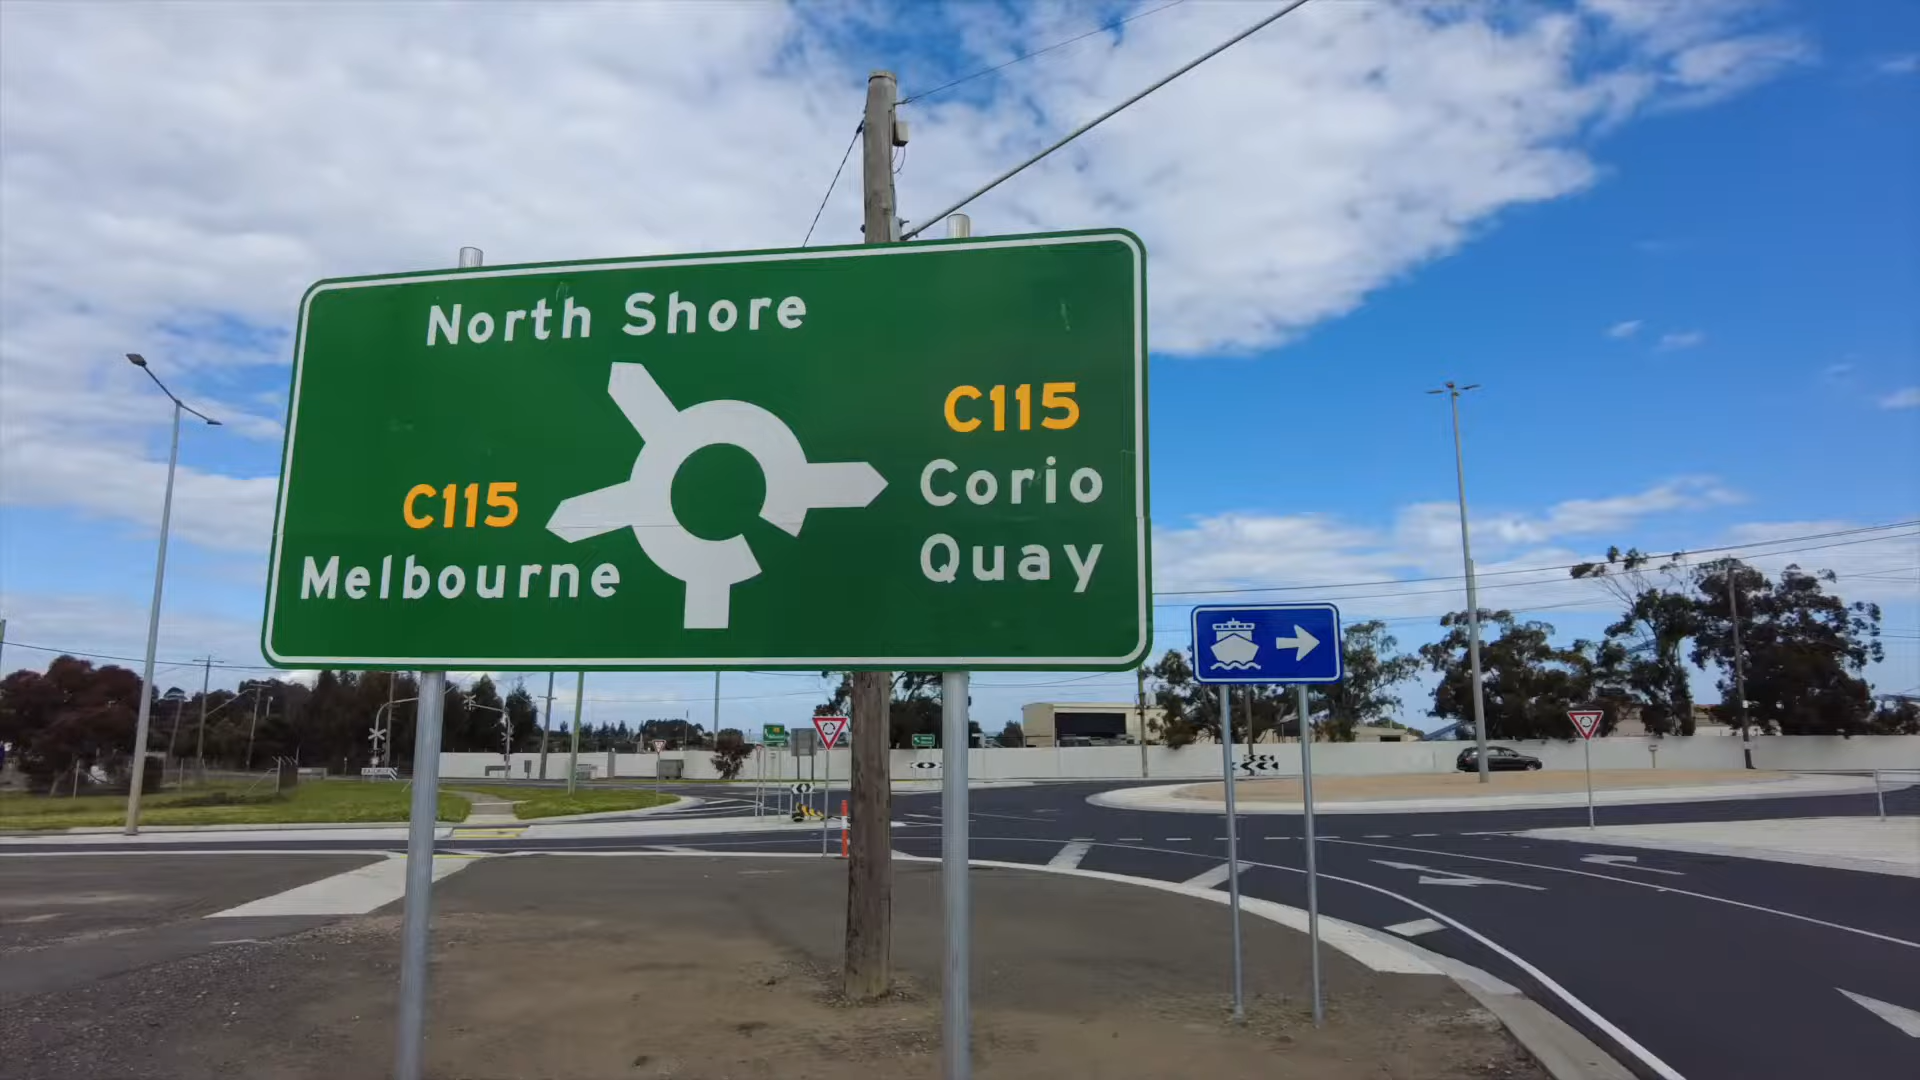 North Shore
C115
Corio
Quay
C115
Melbourne